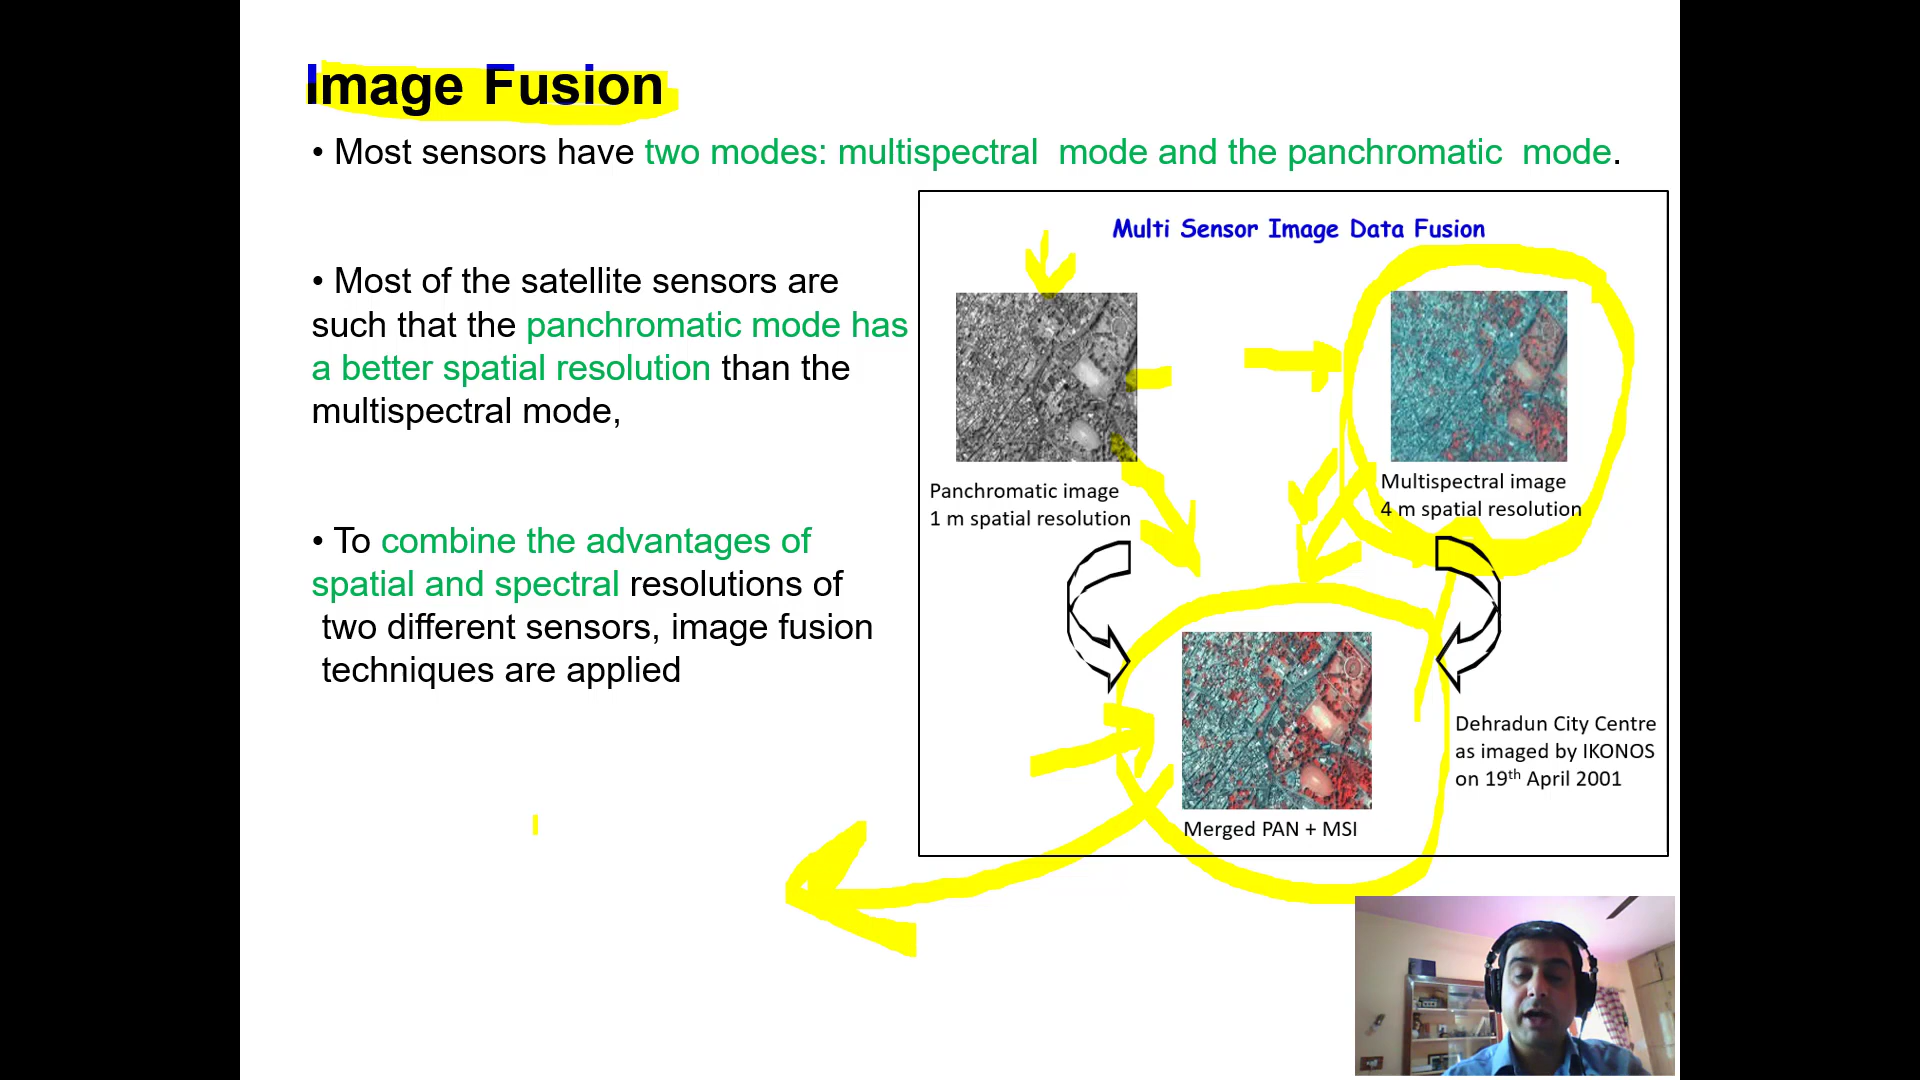 Image Fusion
• Most sensors have two modes: multispectral mode and the panchromatic mode.
• Most of the satellite sensors are
such that the panchromatic mode has
a better spatial resolution than the
multispectral mode,
• To combine the advantages of
spatial and spectral resolutions of
two different sensors, image fusion
techniques are applied
Multi Sensor Image Data Fusion
Panchromatic image
1 m spatial resolution
Multispectral image
4 m spatial resolution
Dehradun City Centre
as imaged by IKONOS
on 19th April 2001
Merged PAN + MSI